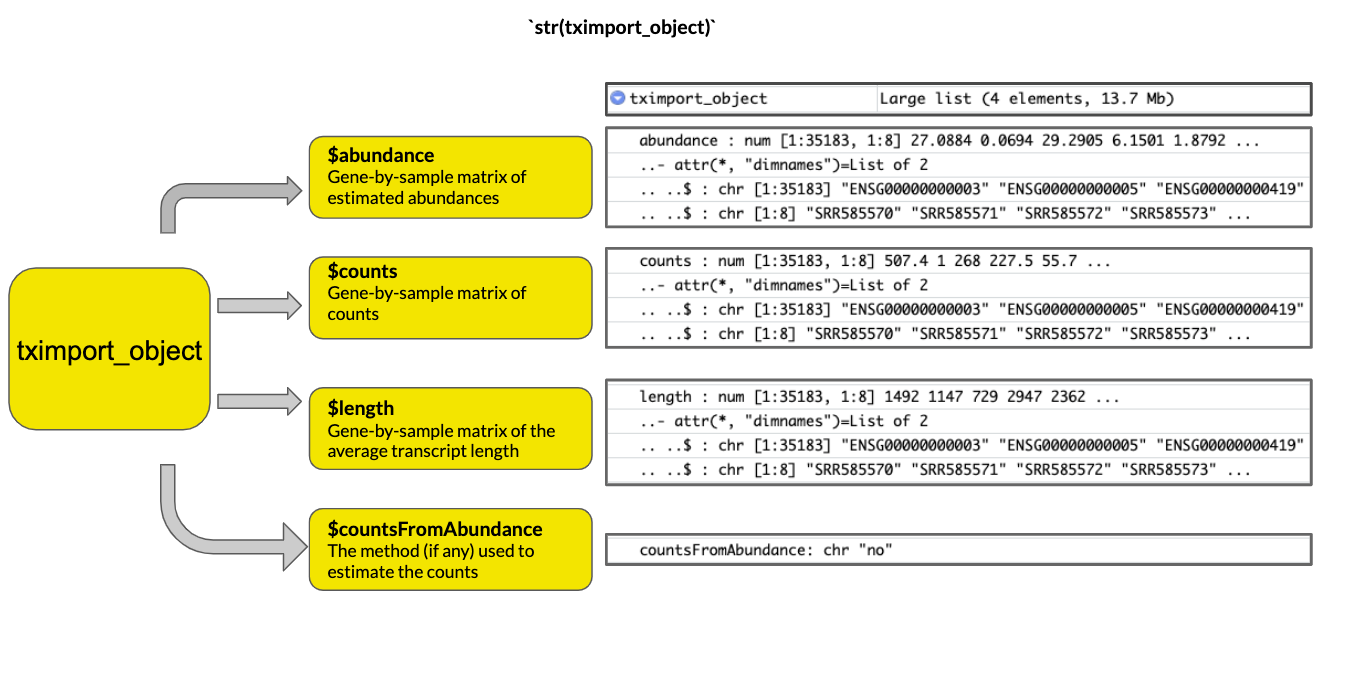 `str(tximport_object)`
tximport_object Large list (4 elements, 13.7 Mb)
$abundance
Gene-by-sample matrix of
estimated abundances
abundance : num [1:35183, 1:8] 27.0884 0.0694 29.2905 6.1501 1.8792 ...
..- attr(*, "dimnames")=List of 2
.. ..$ : chr [1:35183] "ENSG00000000003" "ENSG00000000005" "ENSG00000000419"
.. ..$ : chr [1:8] "SRR585570" "SRR585571" "SRR585572" "SRR585573" ...
$counts
Gene-by-sample matrix of
counts
counts : num [1:35183, 1:8] 507.4 1 268 227.5 55.7 ...
..- attr(*, "dimnames")=List of 2
.. ..$ : chr [1:35183] "ENSG00000000003" "ENSG00000000005" "ENSG00000000419"
.. ..$ : chr [1:8] "SRR585570" "SRR585571" "SRR585572" "SRR585573" ...
tximport_object
$length
Gene-by-sample matrix of the
average transcript length
length : num [1:35183, 1:8] 1492 1147 729 2947 2362 ...
..- attr(*, "dimnames")=List of 2
.. ..$ : chr [1:35183] "ENSG00000000003" "ENSG00000000005" "ENSG00000000419"
.. ..$ : chr [1:8] "SRR585570" "SRR585571" "SRR585572" "SRR585573" ...
$countsFromAbundance
The method (if any) used to
estimate the counts
countsFromAbundance: chr "no"